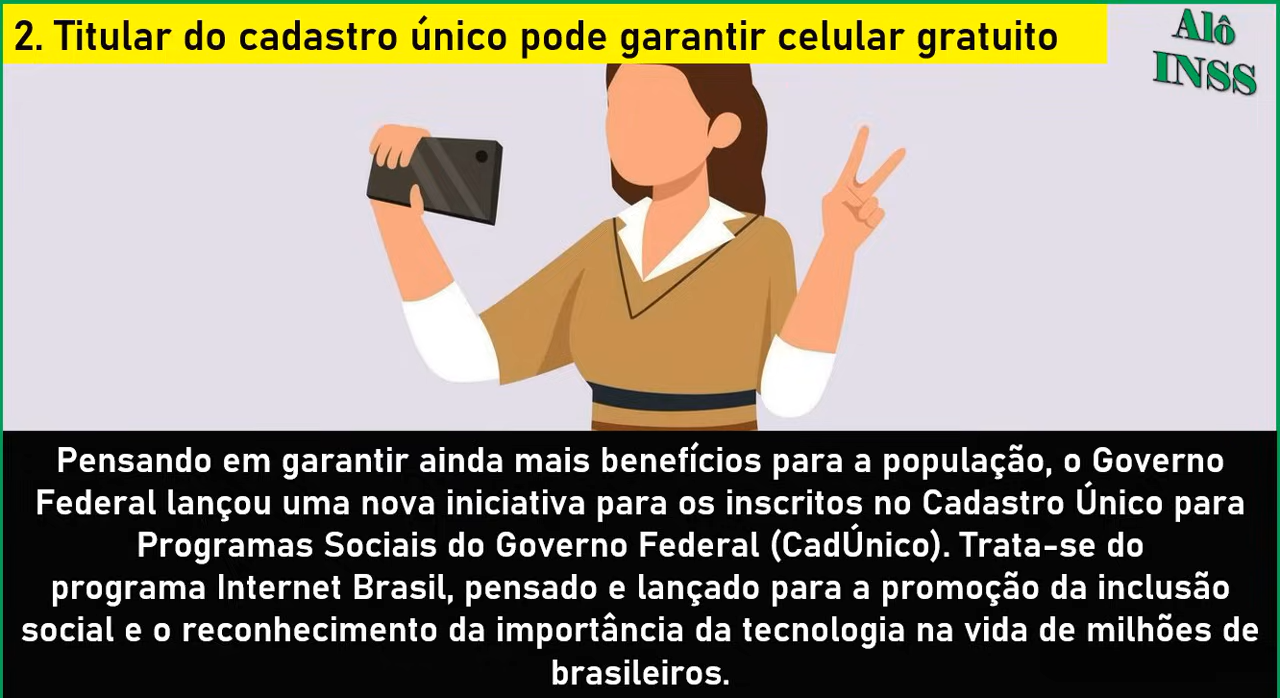 2. Titular do cadastro único pode garantir celular gratuito
Alô
INSS
Pensando em garantir ainda mais benefícios para a população, o Governo
Federal lançou uma nova iniciativa para os inscritos no Cadastro Único para
Programas Sociais do Governo Federal (CadÚnico). Trata-se do
programa Internet Brasil, pensado e lançado para a promoção da inclusão
social e o reconhecimento da importância da tecnologia na vida de milhões de
brasileiros.